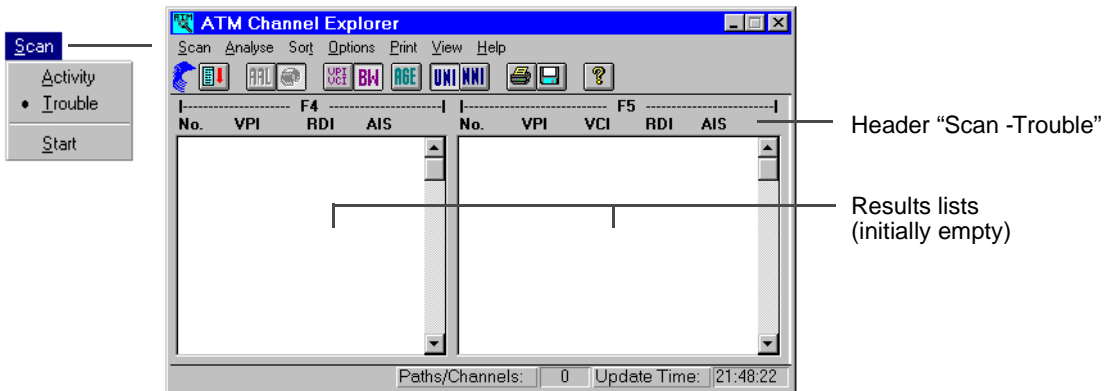 Scan
Activity
• Trouble
Start
ATM Channel Explorer
Scan Analyse Sort Options Print View Help
AAL VPI VCI BW AGE UNI NNI ?
|---------------- F4 ----------------| |-------------------- F5 --------------------|
No. VPI RDI AIS No. VPI VCI RDI AIS
Header “Scan -Trouble”
Results lists
(initially empty)
Paths/Channels: 0 Update Time: 21:48:22